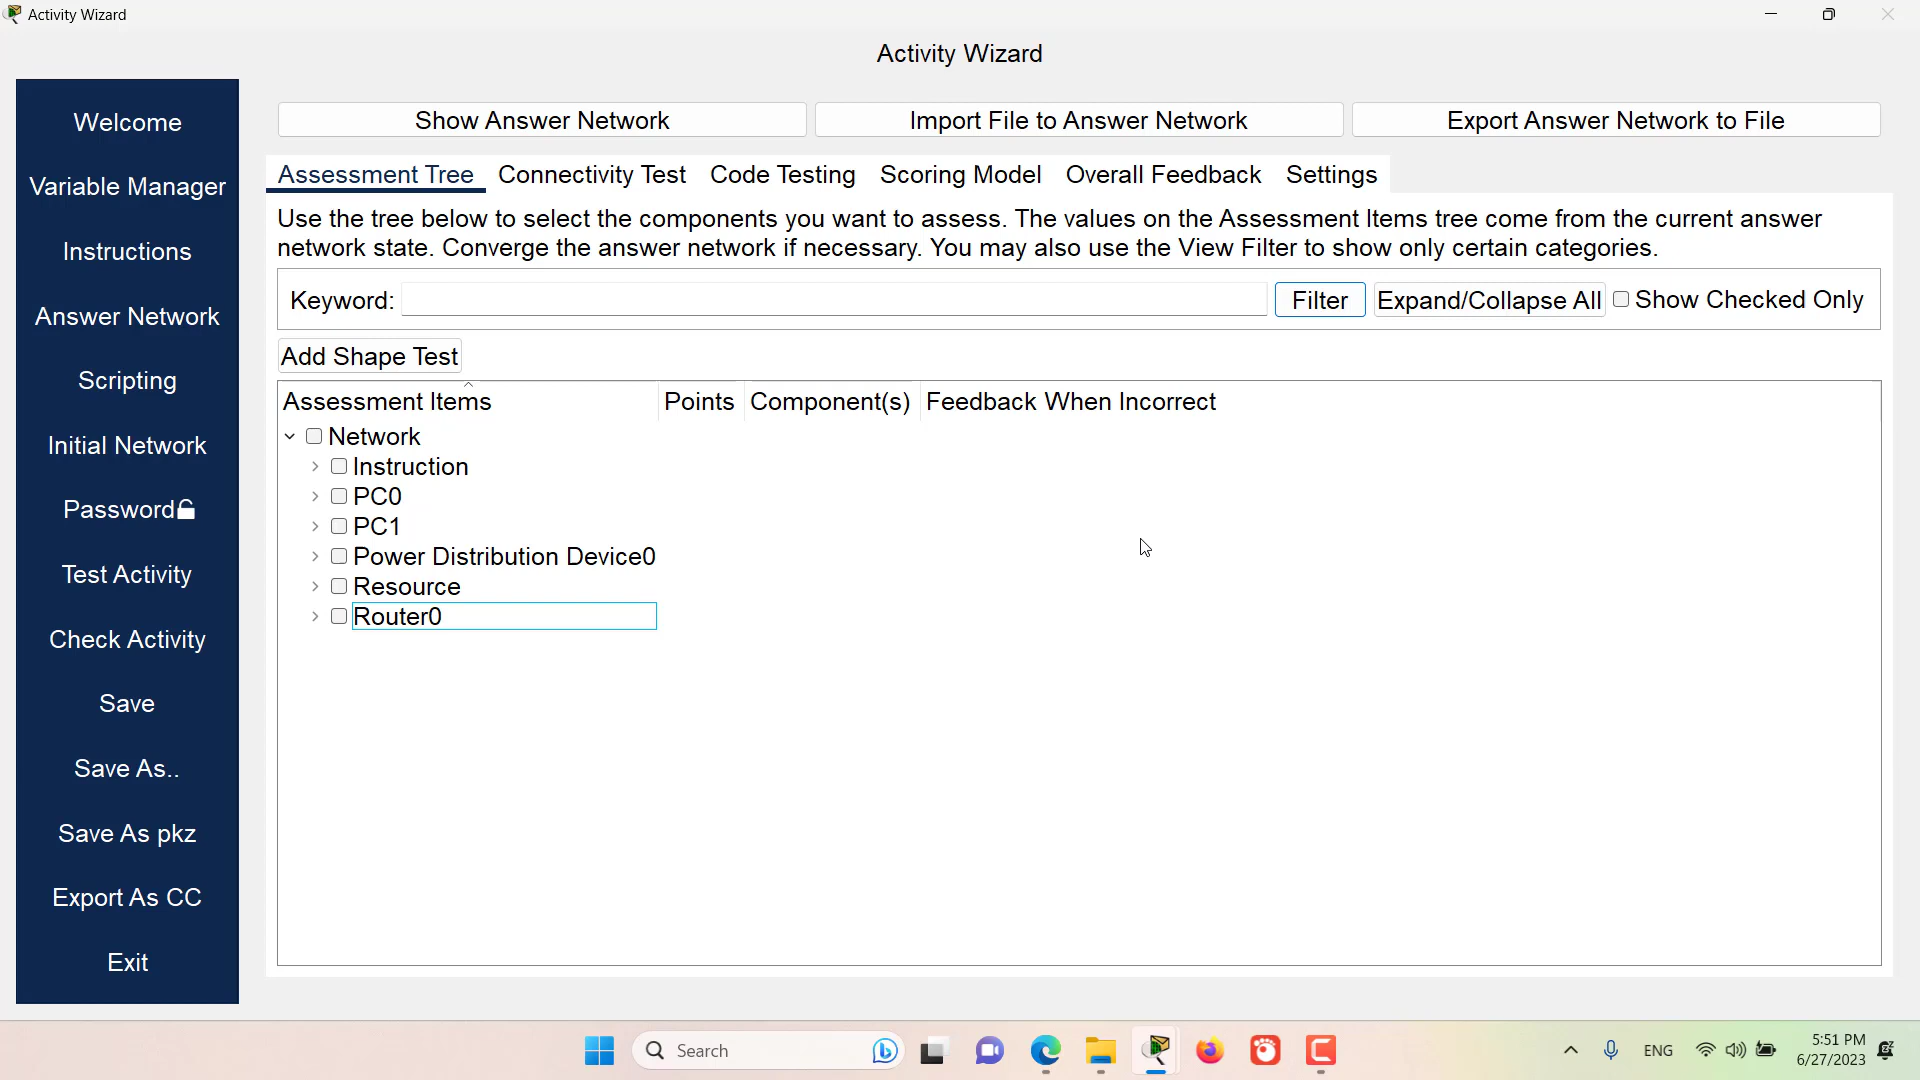 Activity Wizard
Activity Wizard
Welcome
Variable Manager
Instructions
Answer Network
Scripting
Initial Network
Password
Test Activity
Check Activity
Save
Save As..
Save As pkz
Export As CC
Exit
Show Answer Network
Import File to Answer Network
Export Answer Network to File
Assessment Tree
Connectivity Test
Code Testing
Scoring Model
Overall Feedback
Settings
Use the tree below to select the components you want to assess. The values on the Assessment Items tree come from the current answer
network state. Converge the answer network if necessary. You may also use the View Filter to show only certain categories.
Keyword:
Filter
Expand/Collapse All
Show Checked Only
Add Shape Test
Assessment Items
Points
Component(s)
Feedback When Incorrect
Network
Instruction
PC0
PC1
Power Distribution Device0
Resource
Router0
Search
ENG
5:51 PM
6/27/2023